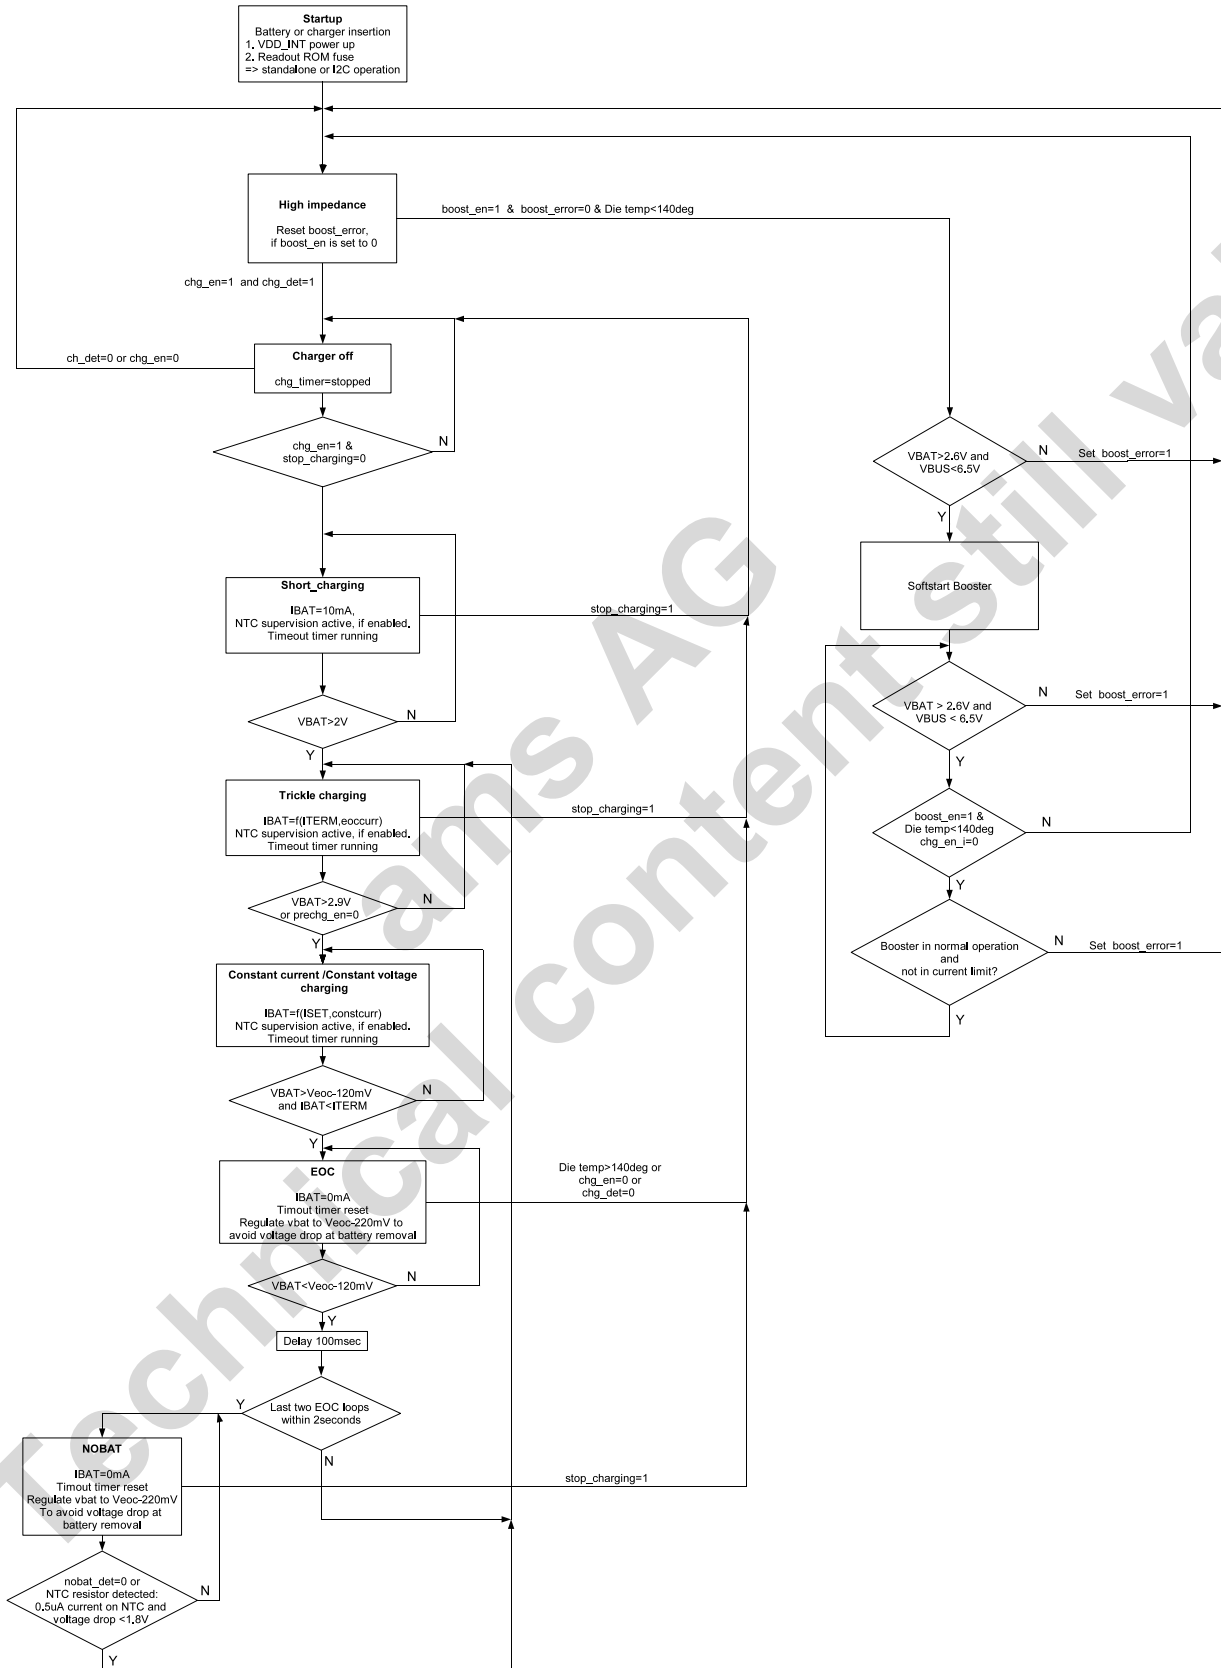 Startup
Battery or charger insertion
1. VDD_INT power up
2. Readout ROM fuse
=> standalone or I2C operation
High impedance
Reset boost_error,
if boost_en is set to 0
boost_en=1 & boost_error=0 & Die temp<140deg
chg_en=1 and chg_det=1
ch_det=0 or chg_en=0
Charger off
chg_timer=stopped
chg_en=1 &
stop_charging=0
N
VBAT>2.6V and
VBUS<6.5V
N
Set boost_error=1
Y
Softstart Booster
Short_charging
IBAT=10mA,
NTC supervision active, if enabled.
Timeout timer running
stop_charging=1
VBAT>2V
N
Y
VBAT > 2.6V and
VBUS < 6.5V
N
Set boost_error=1
Y
Trickle charging
IBAT=f(ITERM,eoccurr)
NTC supervision active, if enabled.
Timeout timer running
stop_charging=1
boost_en=1 &
Die temp<140deg
chg_en_i=0
N
Y
VBAT>2.9V
or prechg_en=0
N
Y
Booster in normal operation
and
not in current limit?
N
Set boost_error=1
Y
Constant current /Constant voltage
charging
IBAT=f(ISET,constcurr)
NTC supervision active, if enabled.
Timeout timer running
VBAT>Veoc-120mV
and IBAT<ITERM
N
Y
EOC
IBAT=0mA
Timout timer reset
Regulate vbat to Veoc-220mV to
avoid voltage drop at battery removal
Die temp>140deg or
chg_en=0 or
chg_det=0
VBAT<Veoc-120mV
N
Y
Delay 100msec
Last two EOC loops
within 2seconds
Y
N
NOBAT
IBAT=0mA
Timout timer reset
Regulate vbat to Veoc-220mV
To avoid voltage drop at
battery removal
stop_charging=1
nobat_det=0 or
NTC resistor detected:
0.5uA current on NTC and
voltage drop <1.8V
N
Y
ams AG
Technical content still va